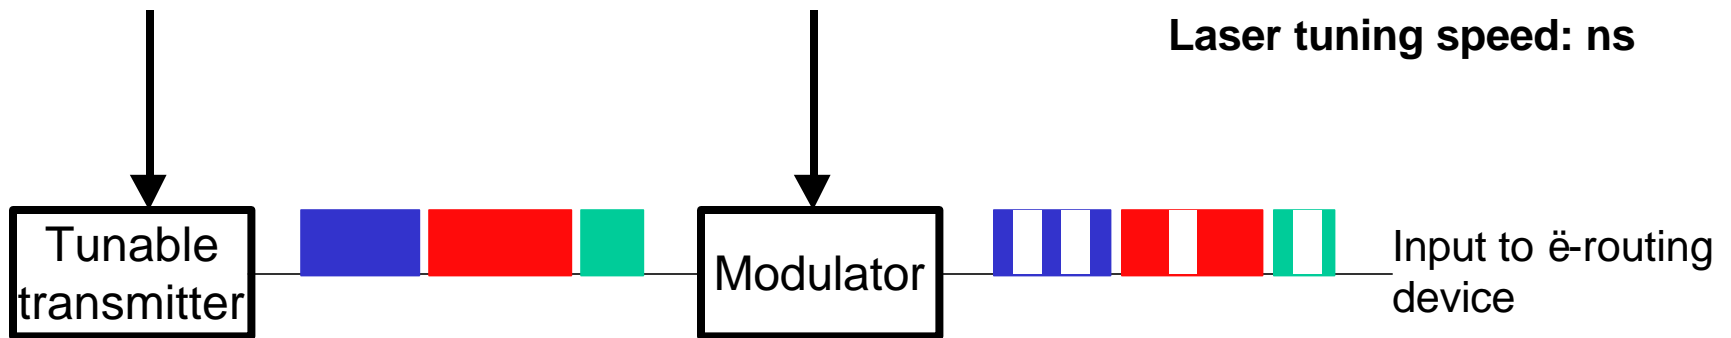 Laser tuning speed: ns
Tunable
transmitter
Modulator
Input to ë-routing
device